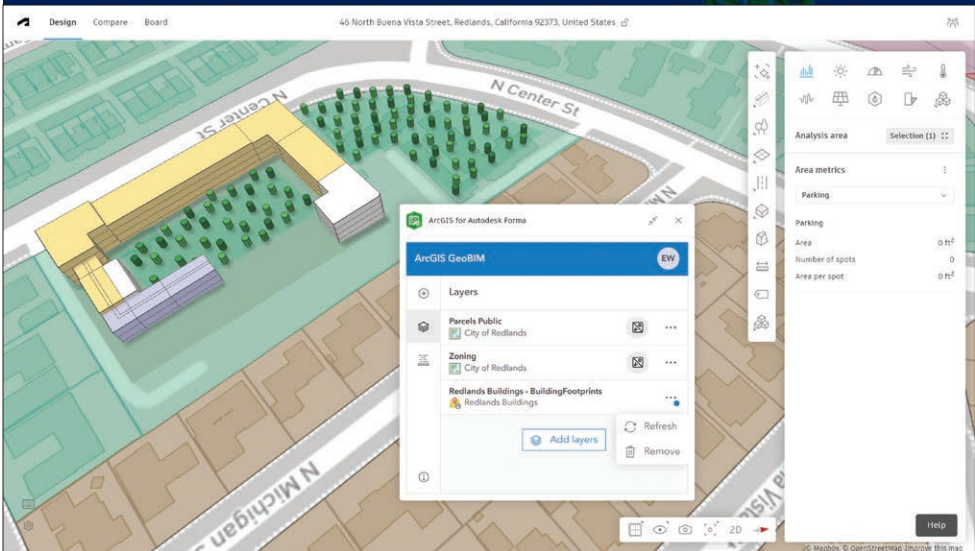 Design Compare Board
46 North Buena Vista Street, Redlands, California 92373, United States
N Center St
N Center St
N Michigan
ArcGIS for Autodesk Forma
ArcGIS GeoBIM EW
Layers
Parcels Public
City of Redlands
Zoning
City of Redlands
Redlands Buildings - BuildingFootprints
Redlands Buildings
Refresh
Remove
Add layers
Analysis area Selection (1)
Area metrics
Parking
Parking
Area 0 ft²
Number of spots 0
Area per spot 0 ft²
2D
Help
© Mapbox, © OpenStreetMap Improve this map